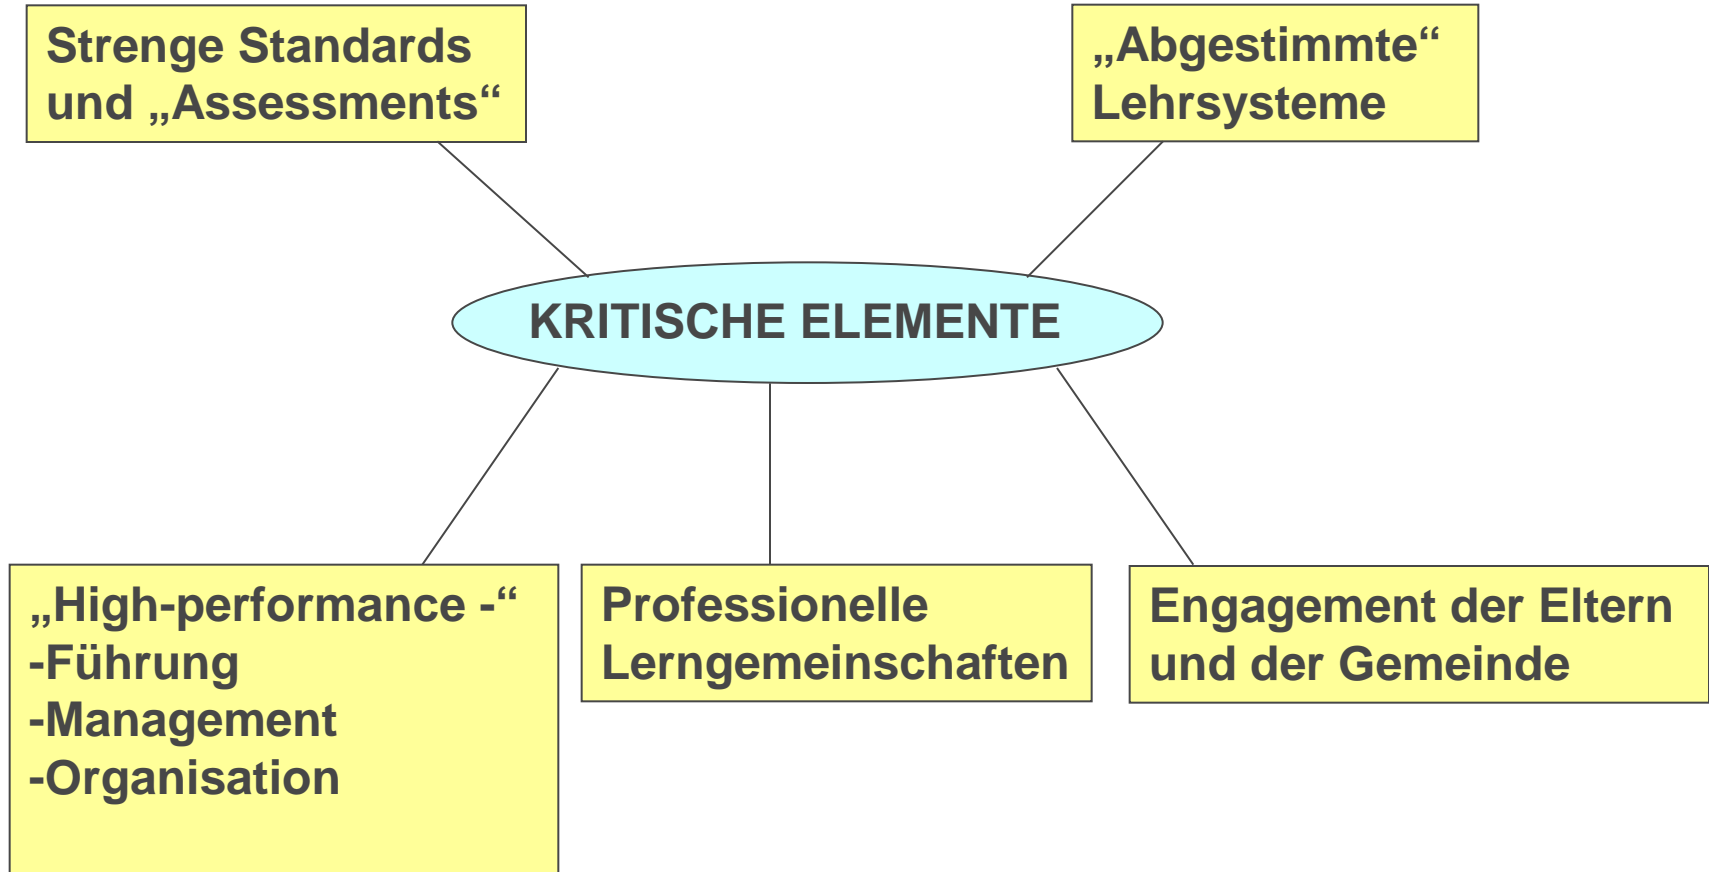 Strenge Standards
und „Assessments“
„Abgestimmte“
Lehrsysteme
KRITISCHE ELEMENTE
„High-performance -“
-Führung
-Management
-Organisation
Professionelle
Lerngemeinschaften
Engagement der Eltern
und der Gemeinde